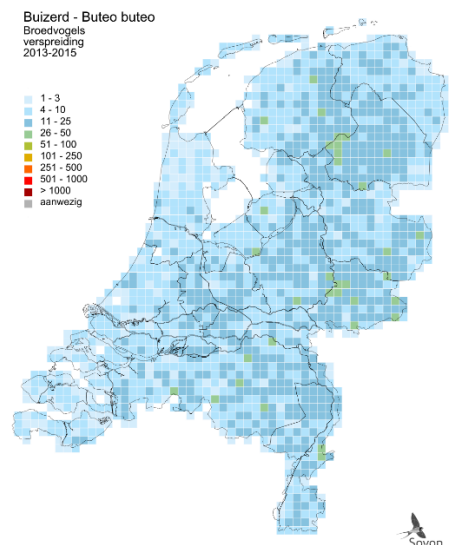 Buizerd - Buteo buteo
Broedvogels
verspreiding
2013-2015
1 - 3
4 - 10
11 - 25
26 - 50
51 - 100
101 - 250
251 - 500
501 - 1000
> 1000
aanwezig
Sovon